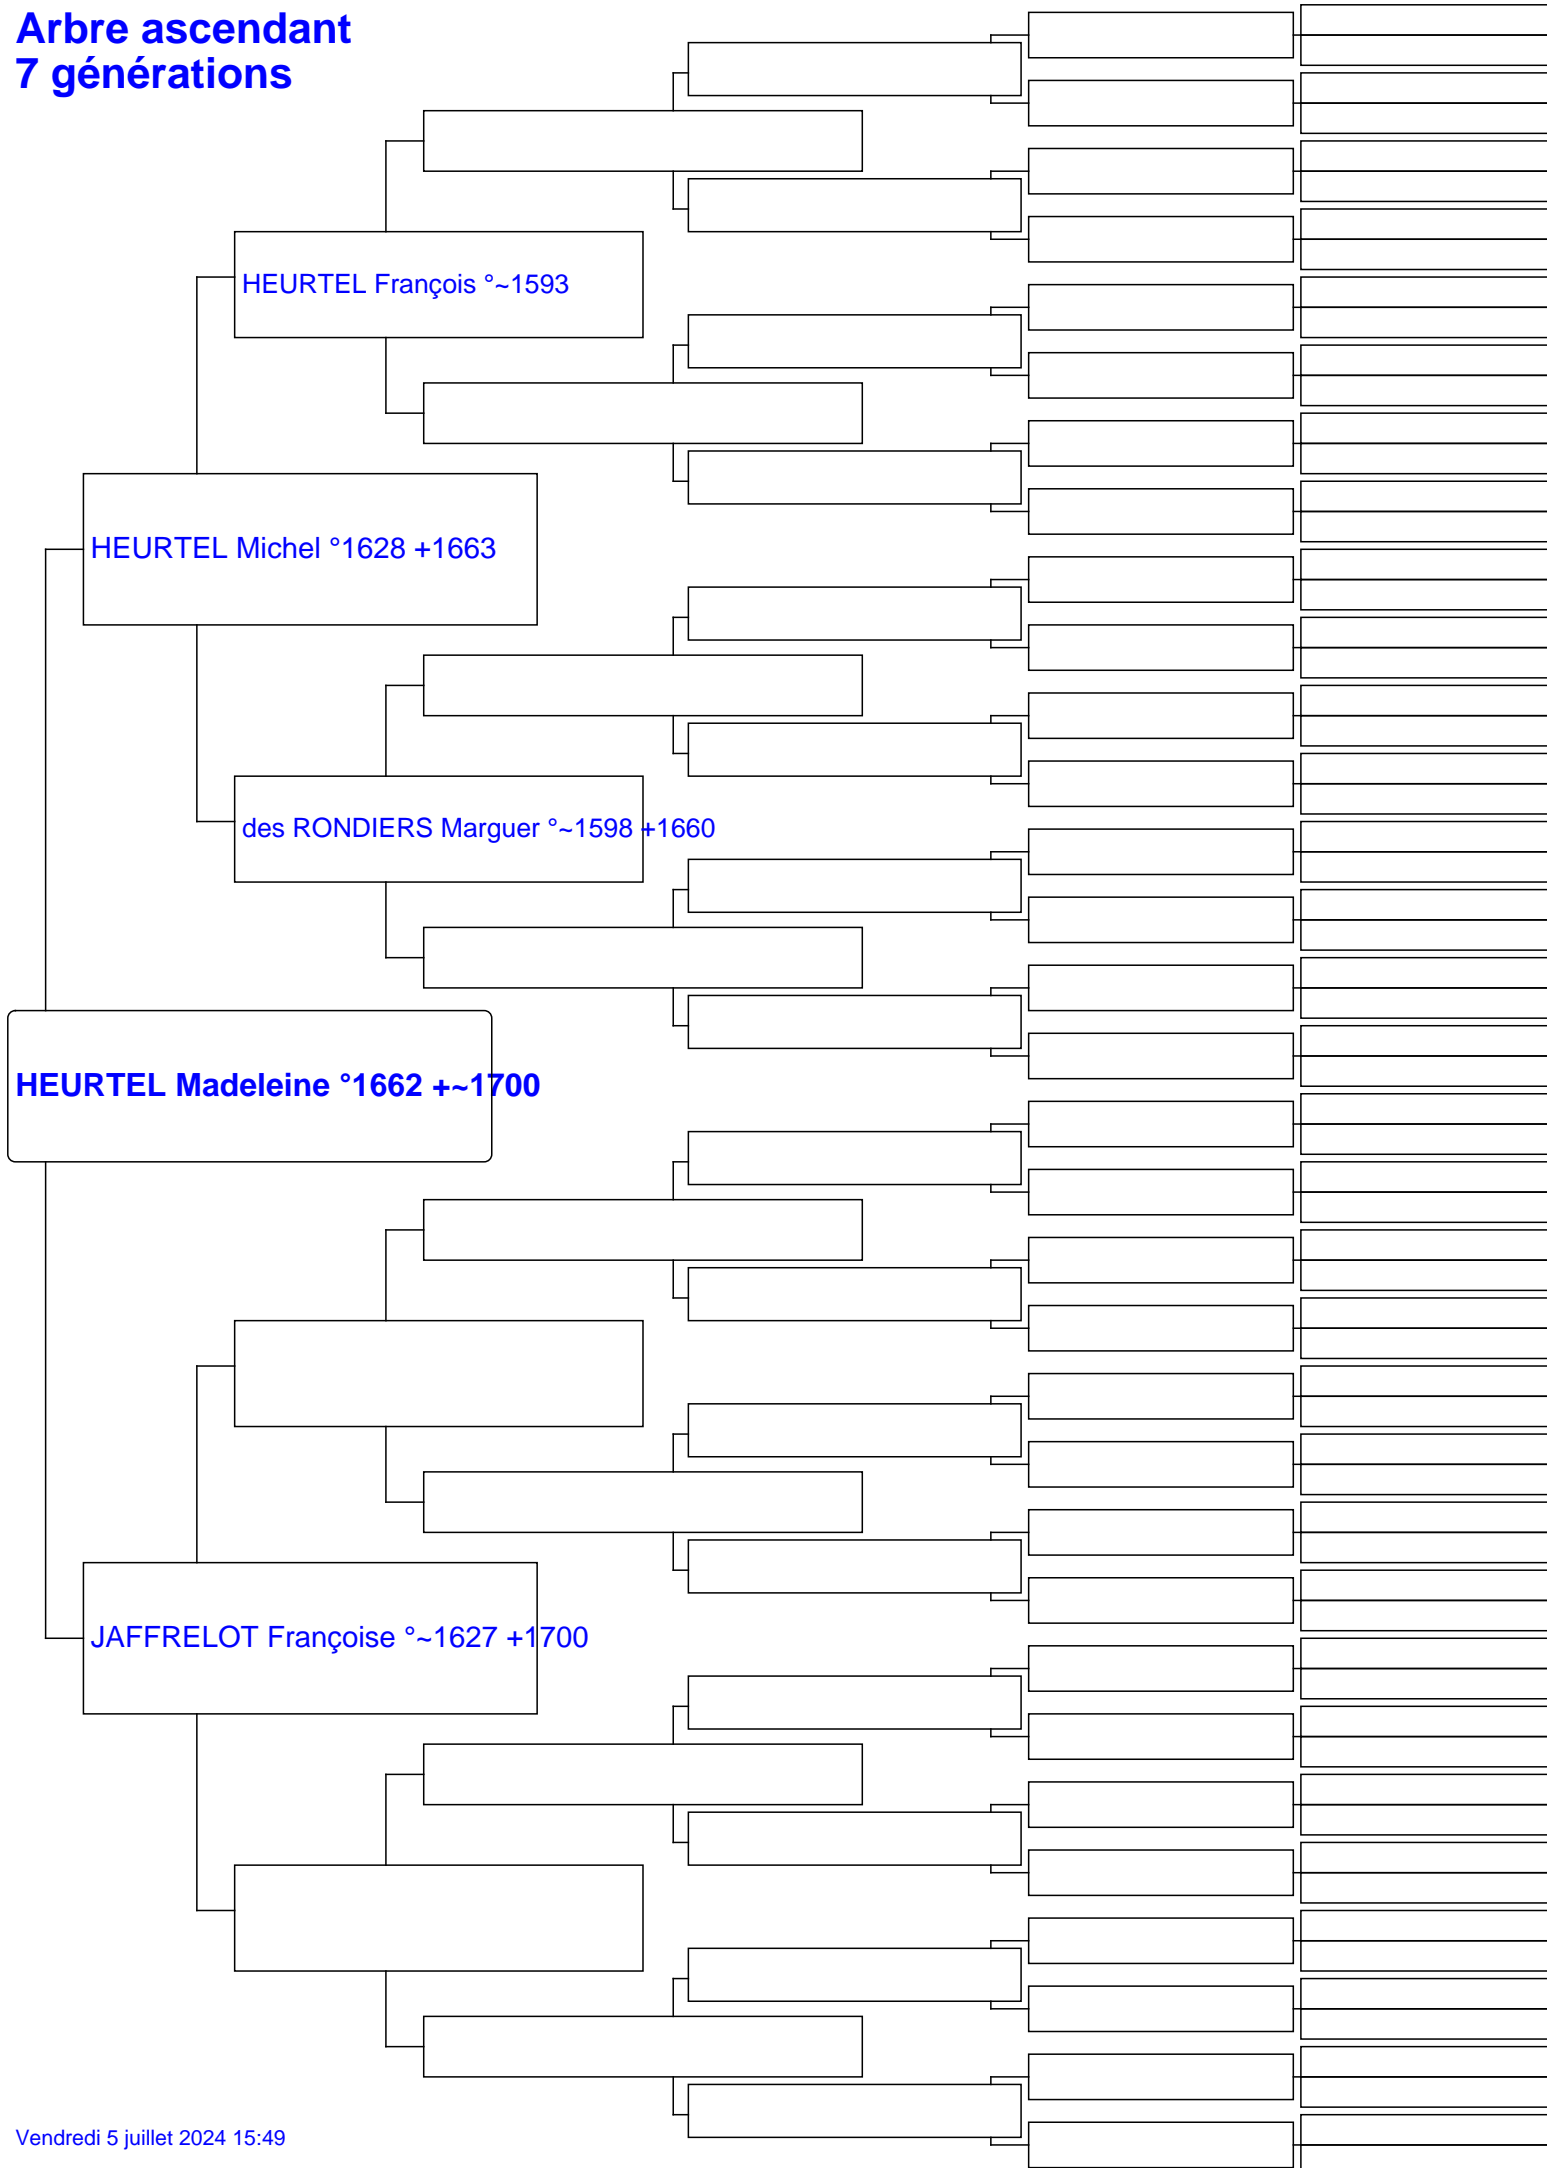 Arbre ascendant
7 générations
HEURTEL François °~1593
HEURTEL Michel °1628 +1663
des RONDIERS Marguer °~1598 +1660
HEURTEL Madeleine °1662 +~1700
JAFFRELOT Françoise °~1627 +1700
Vendredi 5 juillet 2024 15:49